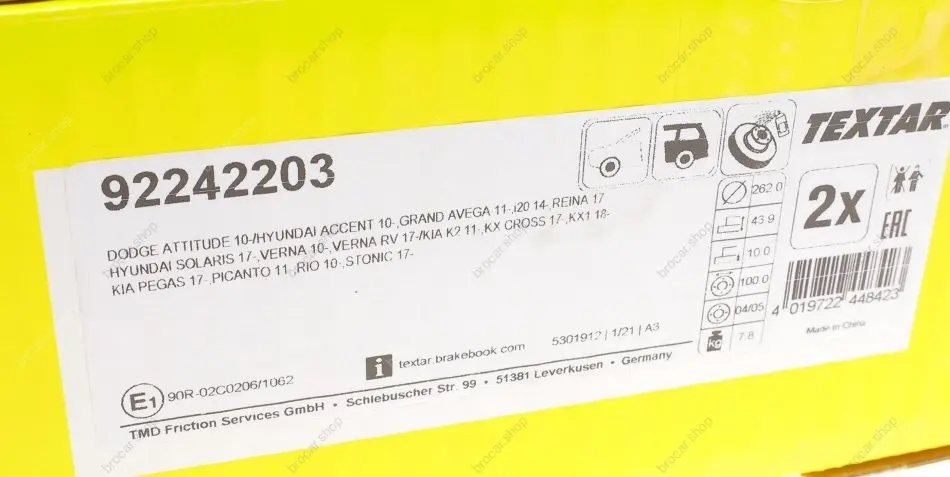 92242203
TEXTAR
DODGE ATTITUDE 10-/HYUNDAI ACCENT 10-,GRAND AVEGA 11-,i20 14-,REINA 17
HYUNDAI SOLARIS 17-,VERNA 10-,VERNA RV 17-/KIA K2 11-,KX CROSS 17-,KX1 18-
KIA PEGAS 17-,PICANTO 11-,RIO 10-,STONIC 17-
262.0
43.9
10.0
100.0
04/05
kg 7.8
2x
EAC
4 019722 448423
Made in China
i textar.brakebook.com
5301912 | 1/21 | A3
E1 90R-02C0206/1062
TMD Friction Services GmbH • Schlebuscher Str. 99 • 51381 Leverkusen • Germany
brocar.shop